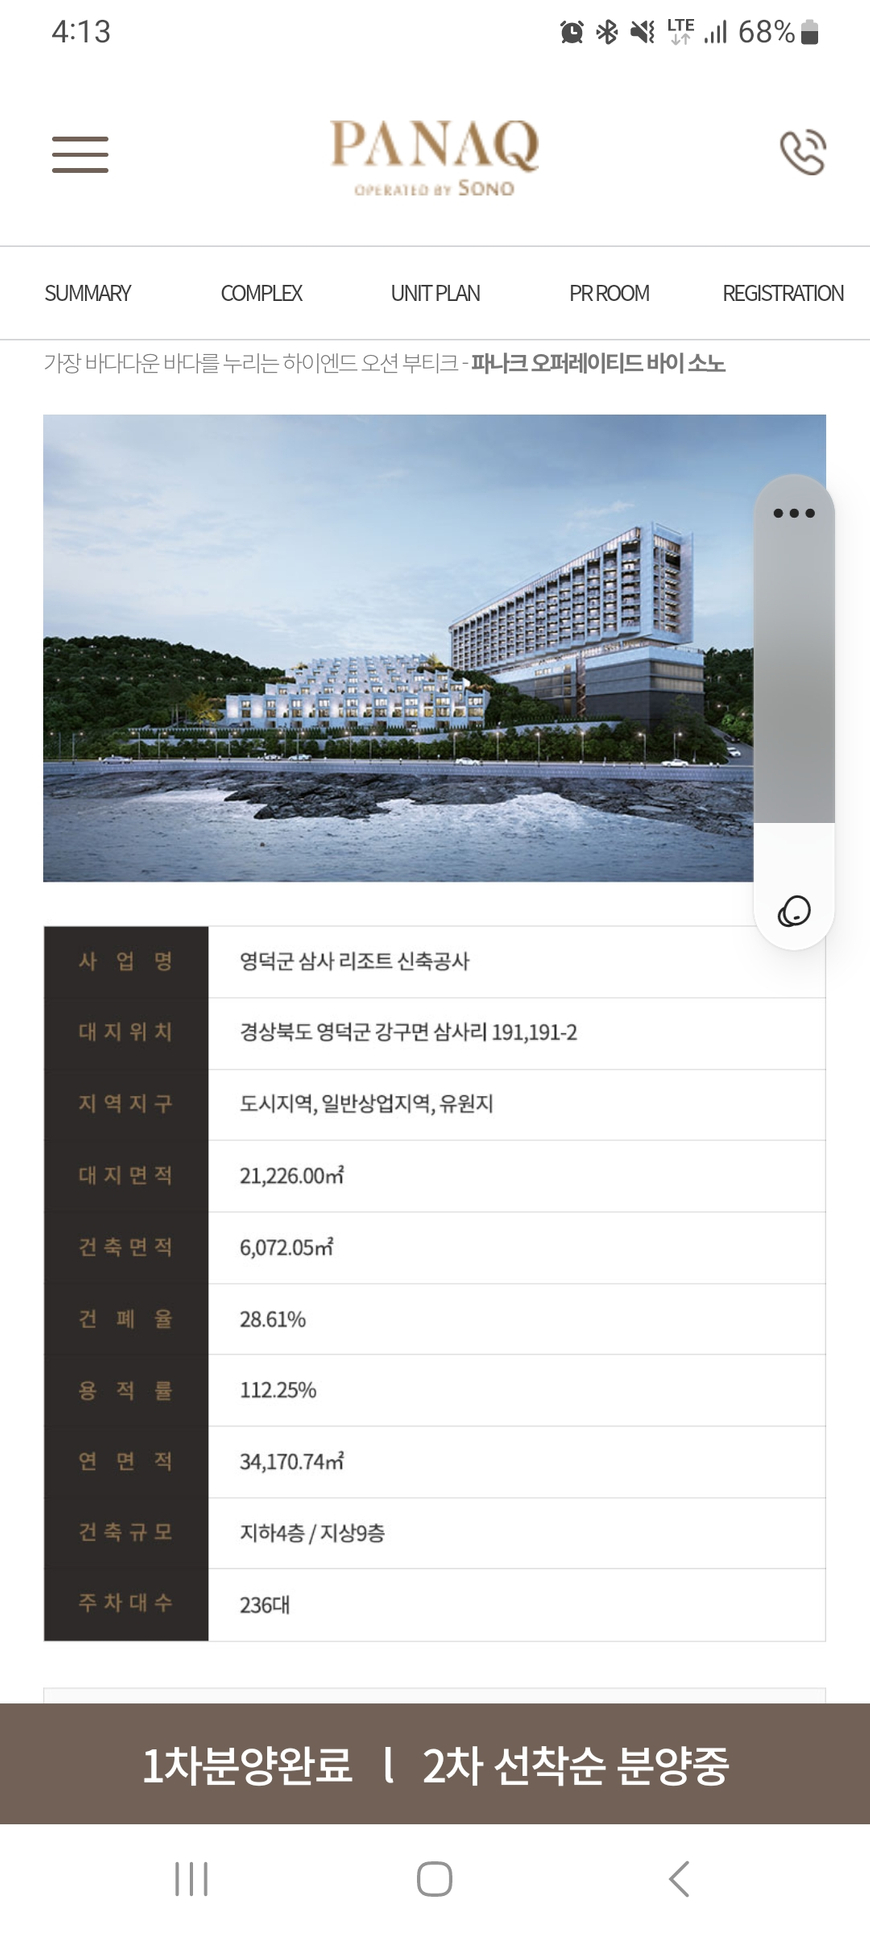 4:13 LTE 68%
PANAQ
OPERATED BY SONO
SUMMARY COMPLEX UNIT PLAN PR ROOM REGISTRATION
가장 바다다운 바다를 누리는 하이엔드 오션 부티크 - 파나크 오퍼레이티드 바이 소노
사 업 명 영덕군 삼사 리조트 신축공사
대지위치 경상북도 영덕군 강구면 삼사리 191,191-2
지역지구 도시지역, 일반상업지역, 유원지
대지면적 21,226.00㎡
건축면적 6,072.05㎡
건 폐 율 28.61%
용 적 률 112.25%
연 면 적 34,170.74㎡
건축규모 지하4층 / 지상9층
주차대수 236대
1차분양완료 l 2차 선착순 분양중